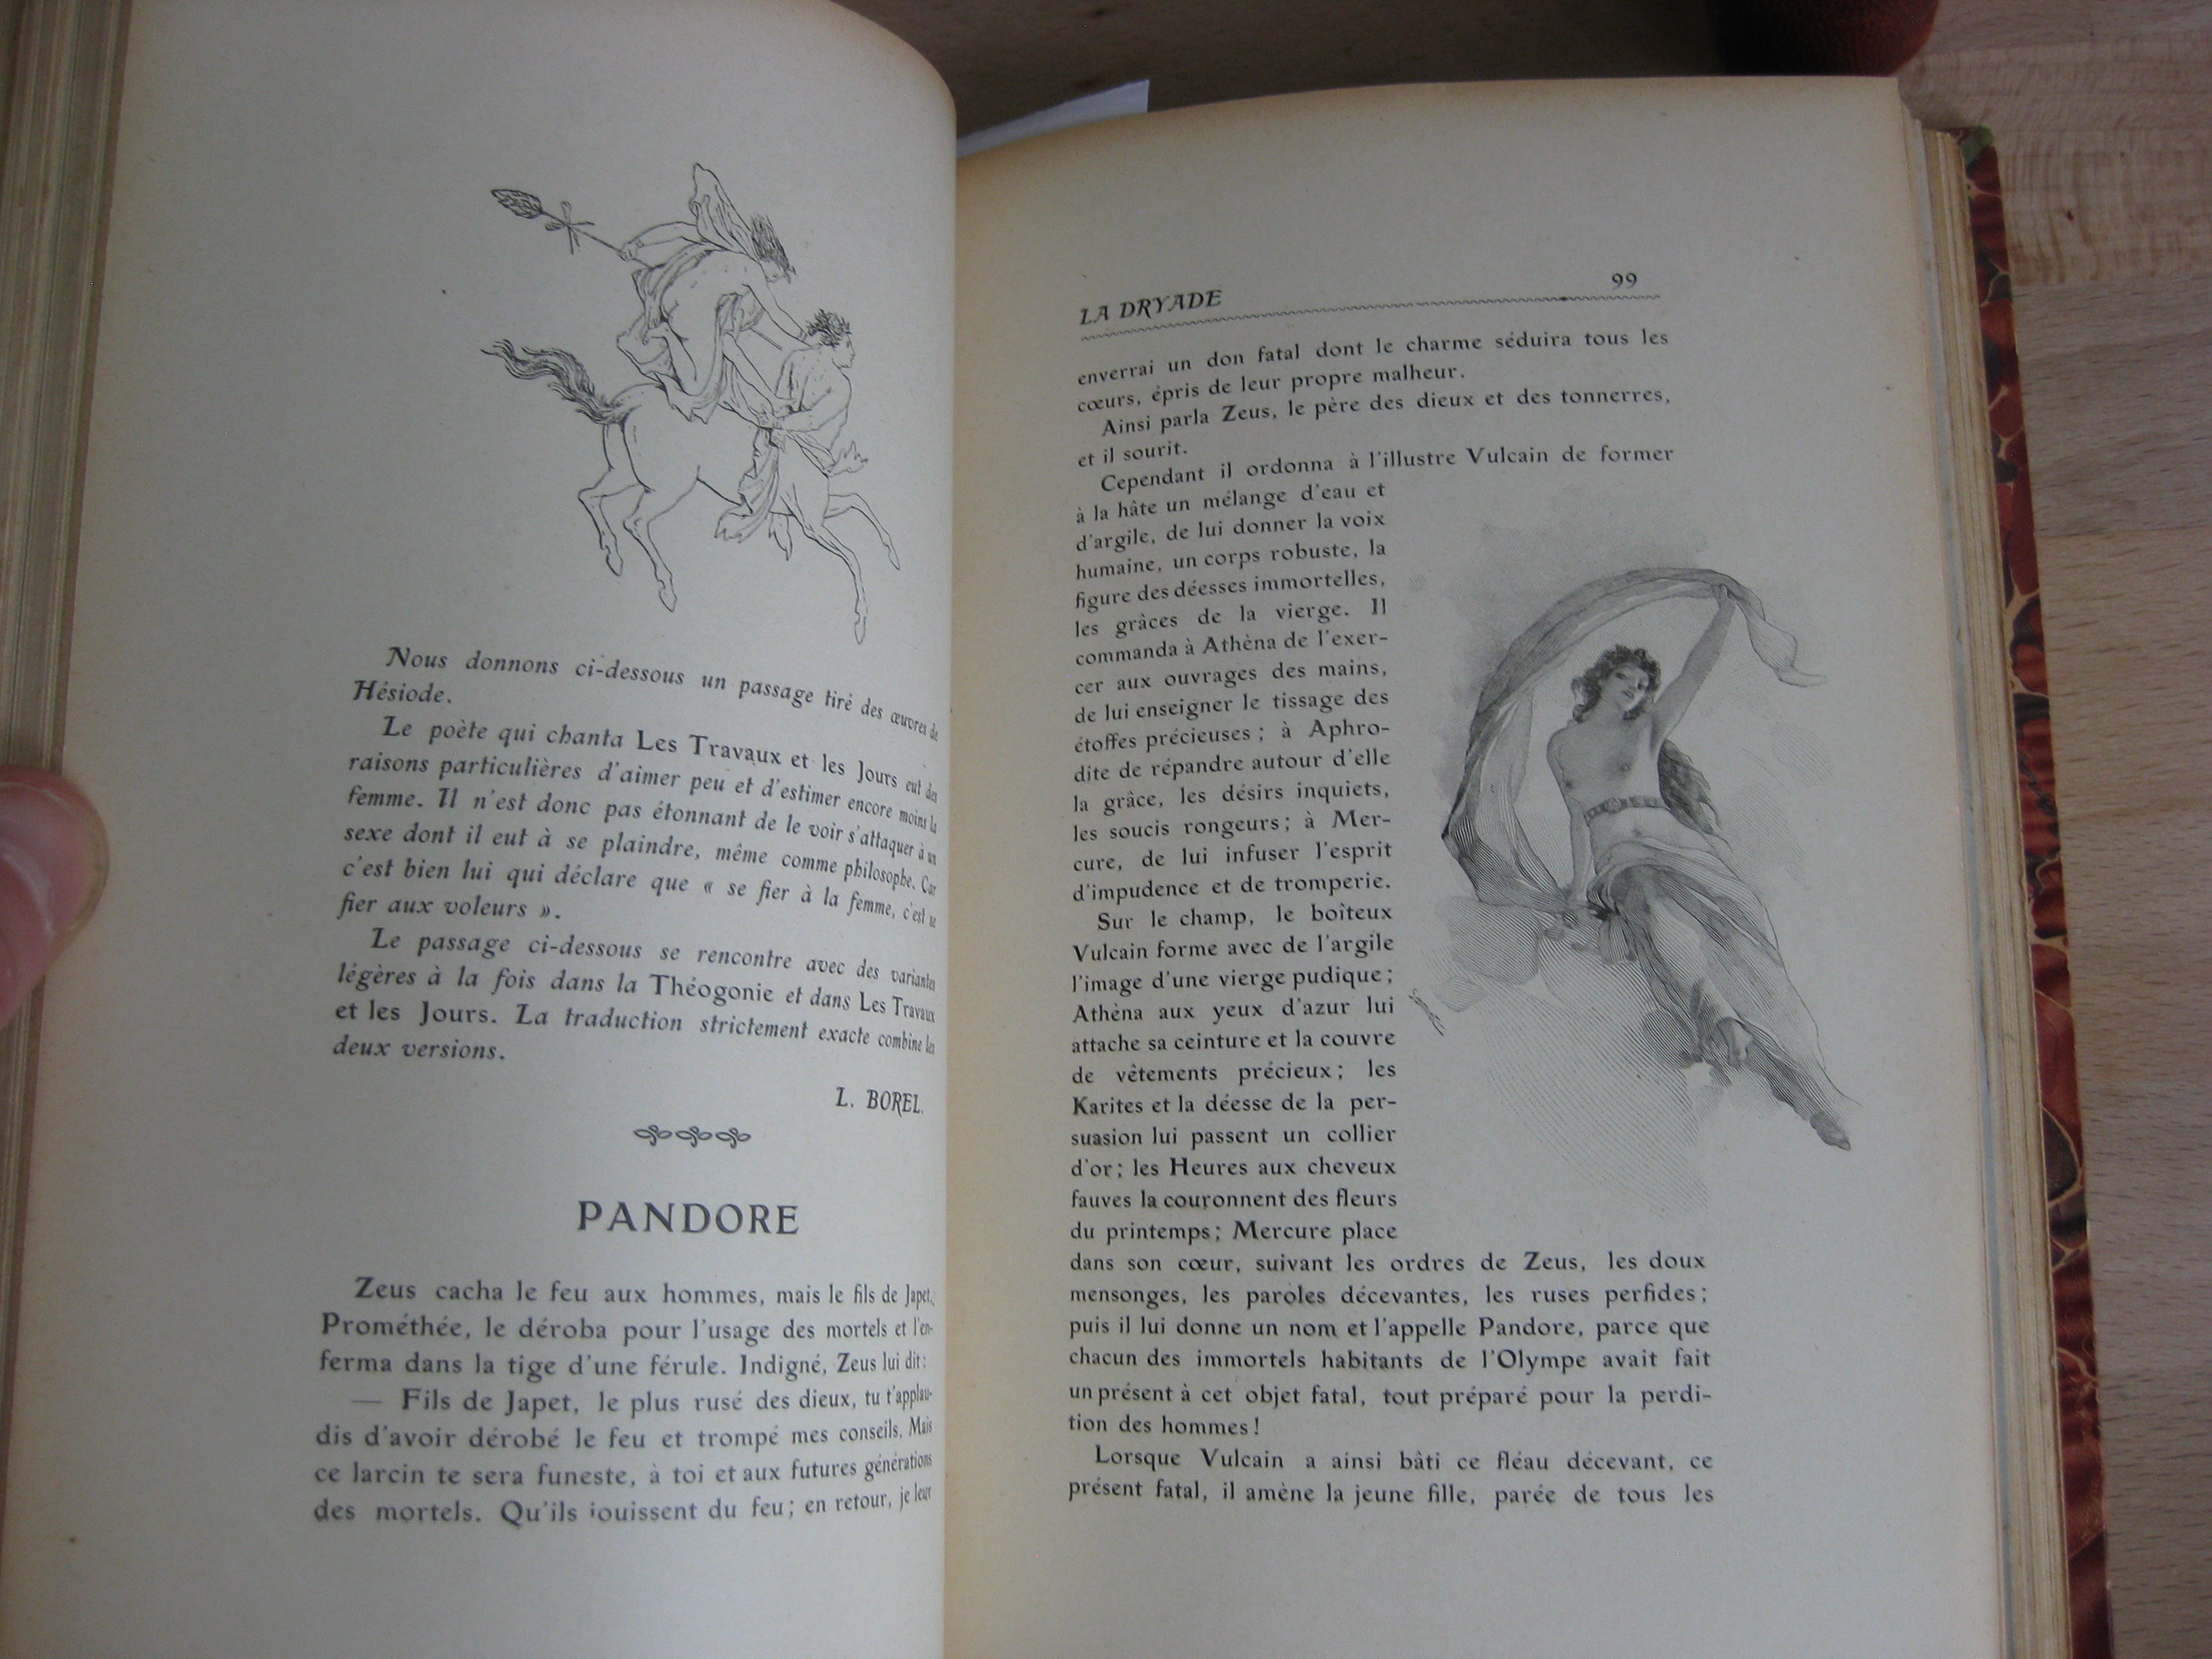 Nous donnons ci-dessous un passage tiré des œuvres de
Hésiode.
Le poète qui chanta Les Travaux et les Jours eut des
raisons particulières d'aimer peu et d'estimer encore moins la
femme. Il n'est donc pas étonnant de le voir s'attaquer à un
sexe dont il eut à se plaindre, même comme philosophe. Car
c'est bien lui qui déclare que « se fier à la femme, c'est se
fier aux voleurs ».
Le passage ci-dessous se rencontre avec des variantes
légères à la fois dans la Théogonie et dans Les Travaux
et les Jours. La traduction strictement exacte combine les
deux versions.
L. BOREL.
PANDORE
Zeus cacha le feu aux hommes, mais le fils de Japet,
Prométhée, le déroba pour l'usage des mortels et l'en-
ferma dans la tige d'une férule. Indigné, Zeus lui dit:
— Fils de Japet, le plus rusé des dieux, tu t'applau-
dis d'avoir dérobé le feu et trompé mes conseils. Mais
ce larcin te sera funeste, à toi et aux futures générations
des mortels. Qu'ils jouissent du feu; en retour, je leur
LA DRYADE 99
enverrai un don fatal dont le charme séduira tous les
cœurs, épris de leur propre malheur.
Ainsi parla Zeus, le père des dieux et des tonnerres,
et il sourit.
Cependant il ordonna à l'illustre Vulcain de former
à la hâte un mélange d'eau et
d'argile, de lui donner la voix
humaine, un corps robuste, la
figure des déesses immortelles,
les grâces de la vierge. Il
commanda à Athèna de l'exer-
cer aux ouvrages des mains,
de lui enseigner le tissage des
étoffes précieuses; à Aphro-
dite de répandre autour d'elle
la grâce, les désirs inquiets,
les soucis rongeurs; à Mer-
cure, de lui infuser l'esprit
d'impudence et de tromperie.
Sur le champ, le boîteux
Vulcain forme avec de l'argile
l'image d'une vierge pudique;
Athèna aux yeux d'azur lui
attache sa ceinture et la couvre
de vêtements précieux; les
Karites et la déesse de la per-
suasion lui passent un collier
d'or; les Heures aux cheveux
fauves la couronnent des fleurs
du printemps; Mercure place
dans son cœur, suivant les ordres de Zeus, les doux
mensonges, les paroles décevantes, les ruses perfides;
puis il lui donne un nom et l'appelle Pandore, parce que
chacun des immortels habitants de l'Olympe avait fait
un présent à cet objet fatal, tout préparé pour la perdi-
tion des hommes!
Lorsque Vulcain a ainsi bâti ce fléau décevant, ce
présent fatal, il amène la jeune fille, parée de tous les